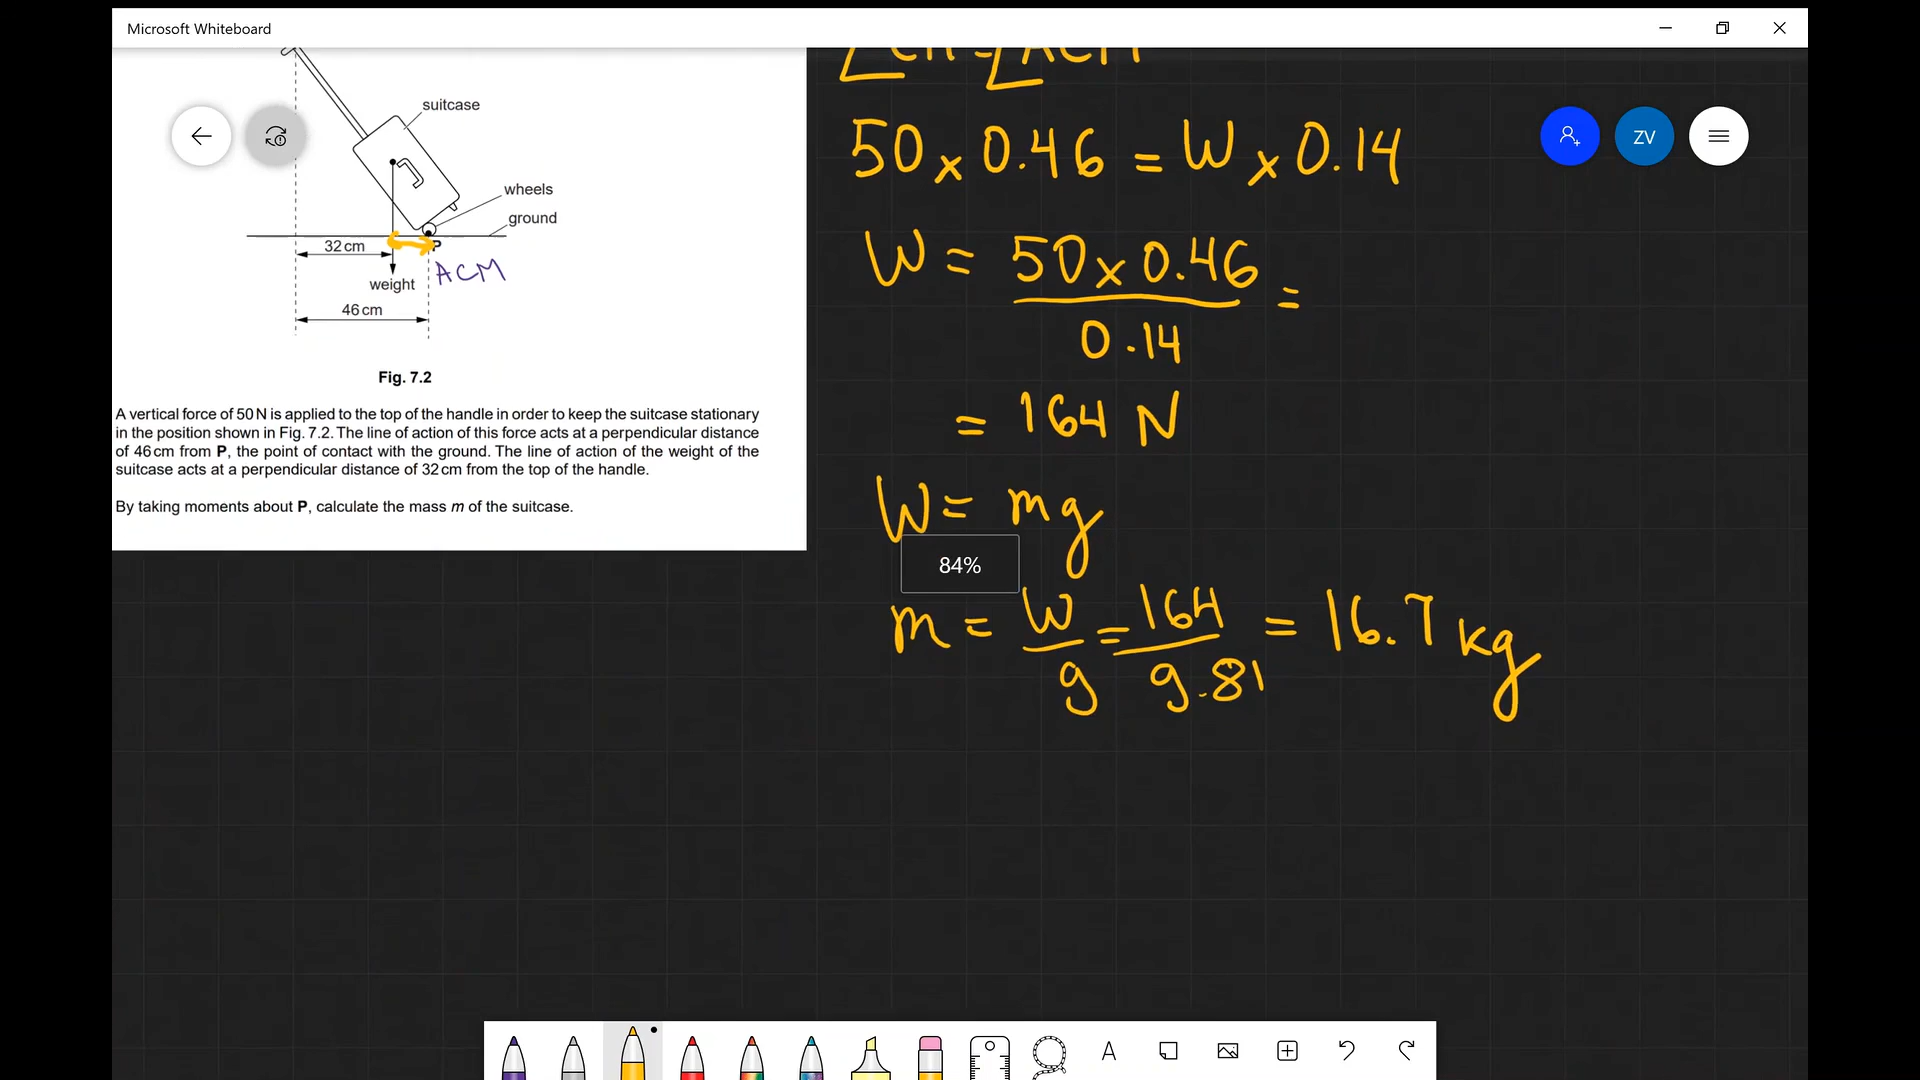 Microsoft Whiteboard
suitcase
wheels
ground
32 cm
P
ACM
weight
46 cm
Fig. 7.2
A vertical force of 50 N is applied to the top of the handle in order to keep the suitcase stationary
in the position shown in Fig. 7.2. The line of action of this force acts at a perpendicular distance
of 46 cm from P, the point of contact with the ground. The line of action of the weight of the
suitcase acts at a perpendicular distance of 32 cm from the top of the handle.
By taking moments about P, calculate the mass m of the suitcase.
50 x 0.46 = W x 0.14
W = 50 x 0.46 =
0.14
= 164 N
W = mg
84%
m = W = 164 = 16.7 kg
g 9.81
ZV
A